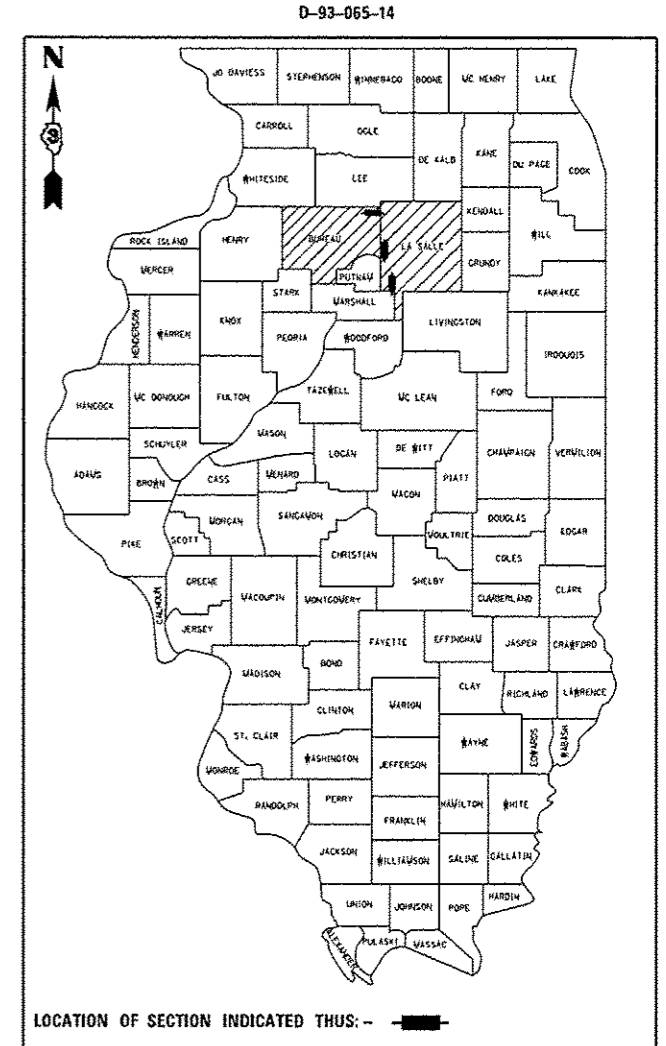 D-93-065-14
N
3
JO DAVIESS STEPHENSON WINNEBAGO BOONE MC HENRY LAKE
CARROLL OGLE DE KALB KANE DU PAGE COOK
WHITESIDE LEE KENDALL WILL
ROCK ISLAND HENRY BUREAU LA SALLE GRUNDY
MERCER STARK PUTNAM MARSHALL KANKAKEE
HENDERSON WARREN KNOX PEORIA WOODFORD LIVINGSTON IROQUOIS
HANCOCK MC DONOUGH FULTON TAZEWELL MC LEAN FORD
SCHUYLER MASON LOGAN DE WITT CHAMPAIGN VERMILION
ADAMS BROWN CASS MENARD MACON PIATT
PIKE SCOTT MORGAN SANGAMON CHRISTIAN MOULTRIE DOUGLAS EDGAR
COLES
CALHOUN GREENE MACOUPIN MONTGOMERY SHELBY CUMBERLAND CLARK
JERSEY FAYETTE EFFINGHAM JASPER CRAWFORD
MADISON BOND CLAY RICHLAND LAWRENCE
CLINTON MARION
ST. CLAIR WASHINGTON WAYNE EDWARDS WABASH
MONROE JEFFERSON
RANDOLPH PERRY HAMILTON WHITE
FRANKLIN
JACKSON WILLIAMSON SALINE GALLATIN
UNION JOHNSON POPE HARDIN
ALEXANDER PULASKI MASSAC
LOCATION OF SECTION INDICATED THUS: -